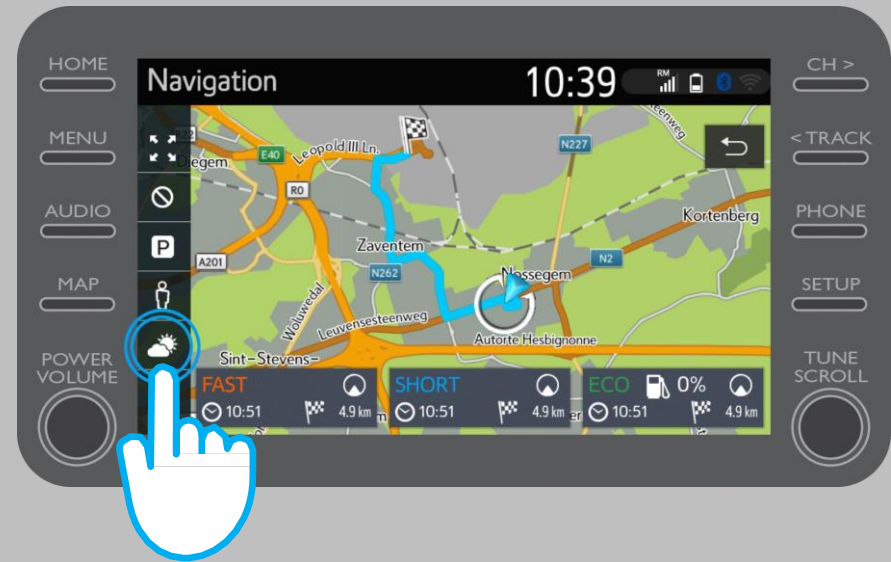 HOME
MENU
AUDIO
MAP
POWER
VOLUME
Navigation
10:39
RM
N227
E40
Leopold III Ln.
Diegem
R0
Kortenberg
Zaventem
A201
N262
N2
Nossegem
Woluwedal
Leuvensesteenweg
Autorte Hesbignonne
Sint-Stevens-
FAST
10:51
4.9 km
SHORT
10:51
4.9 km
ECO
0%
10:51
4.9 km
P
CH >
< TRACK
PHONE
SETUP
TUNE
SCROLL